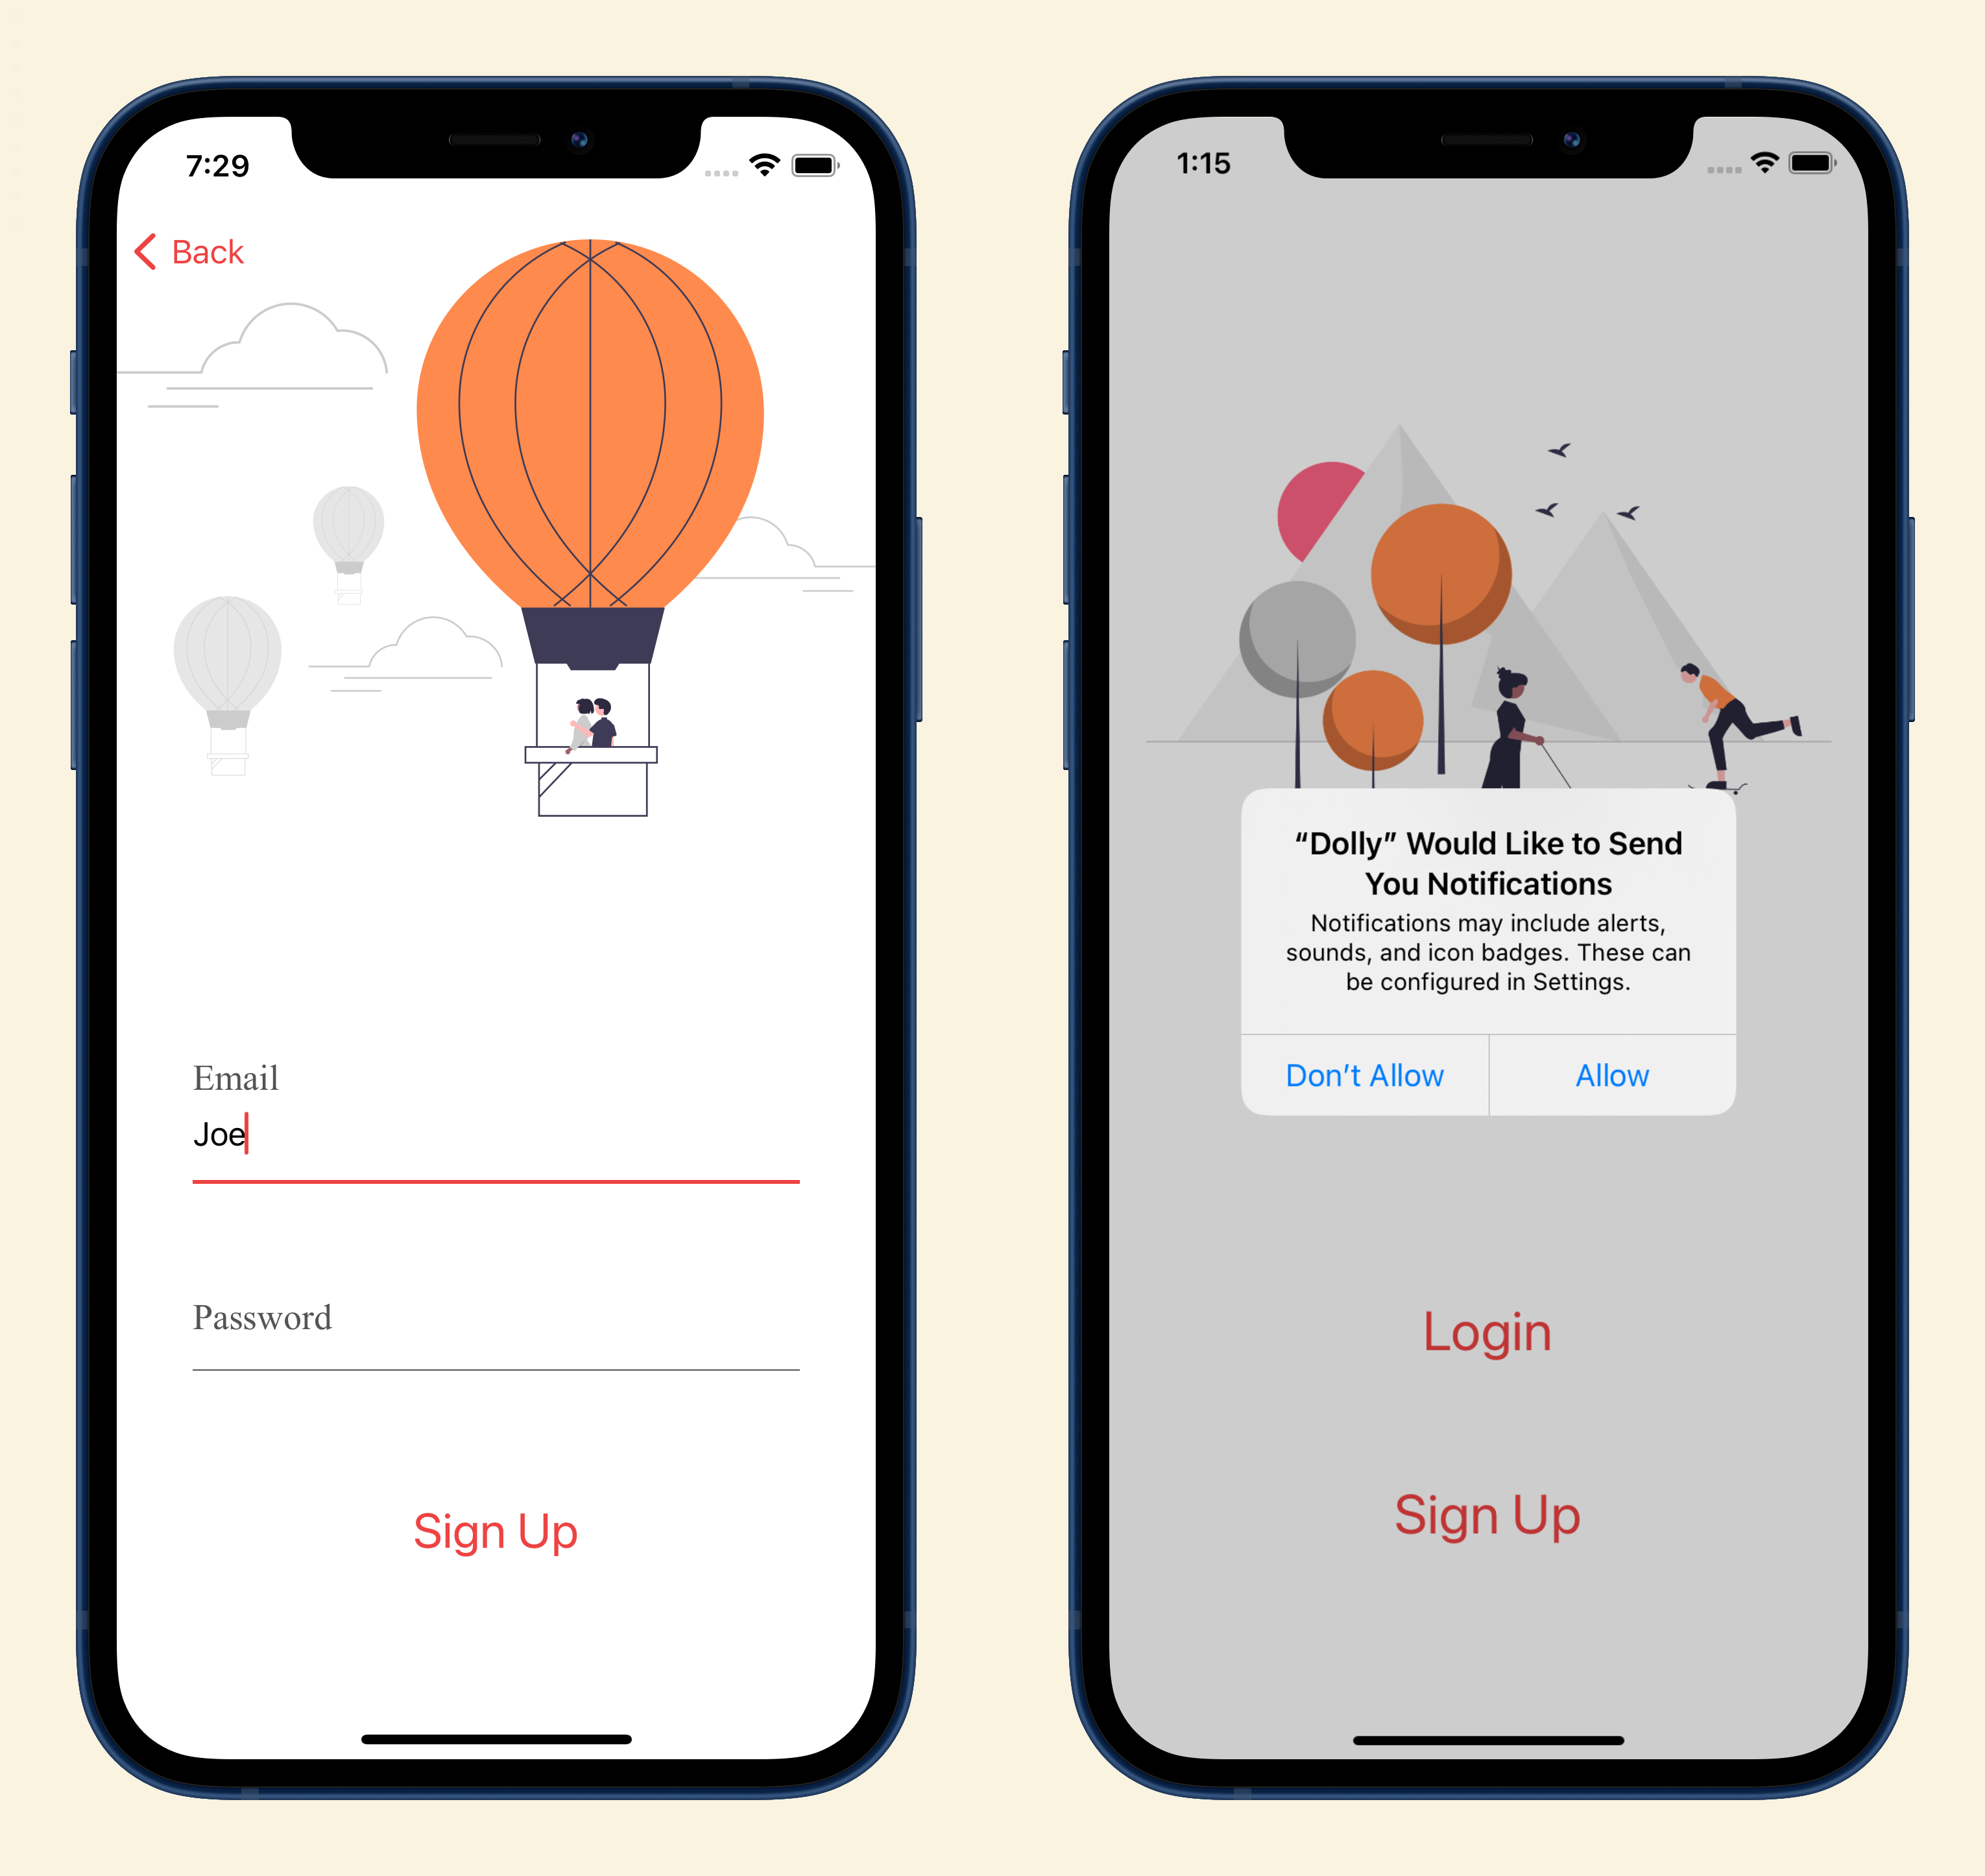 7:29
Back
Email
Joe
Password
Sign Up
1:15
“Dolly” Would Like to Send
You Notifications
Notifications may include alerts,
sounds, and icon badges. These can
be configured in Settings.
Don’t Allow
Allow
Login
Sign Up